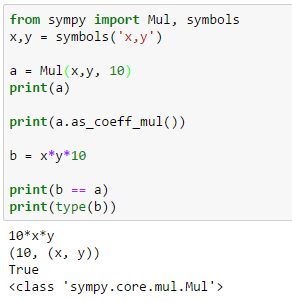 from sympy import Mul, symbols
x,y = symbols('x,y')
a = Mul(x,y, 10)
print(a)
print(a.as_coeff_mul())
b = x*y*10
print(b == a)
print(type(b))
10*x*y
(10, (x, y))
True
<class 'sympy.core.mul.Mul'>